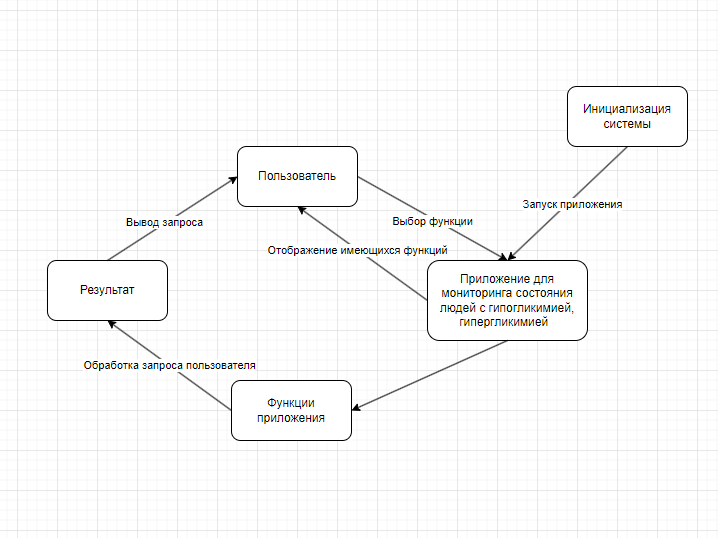 Инициализация
системы
Пользователь
Запуск приложения
Вывод запроса
Выбор функции
Отображение имеющихся функций
Приложение для
мониторинга состояния
людей с гипогликимией,
гипергликимией
Результат
Обработка запроса пользователя
Функции
приложения